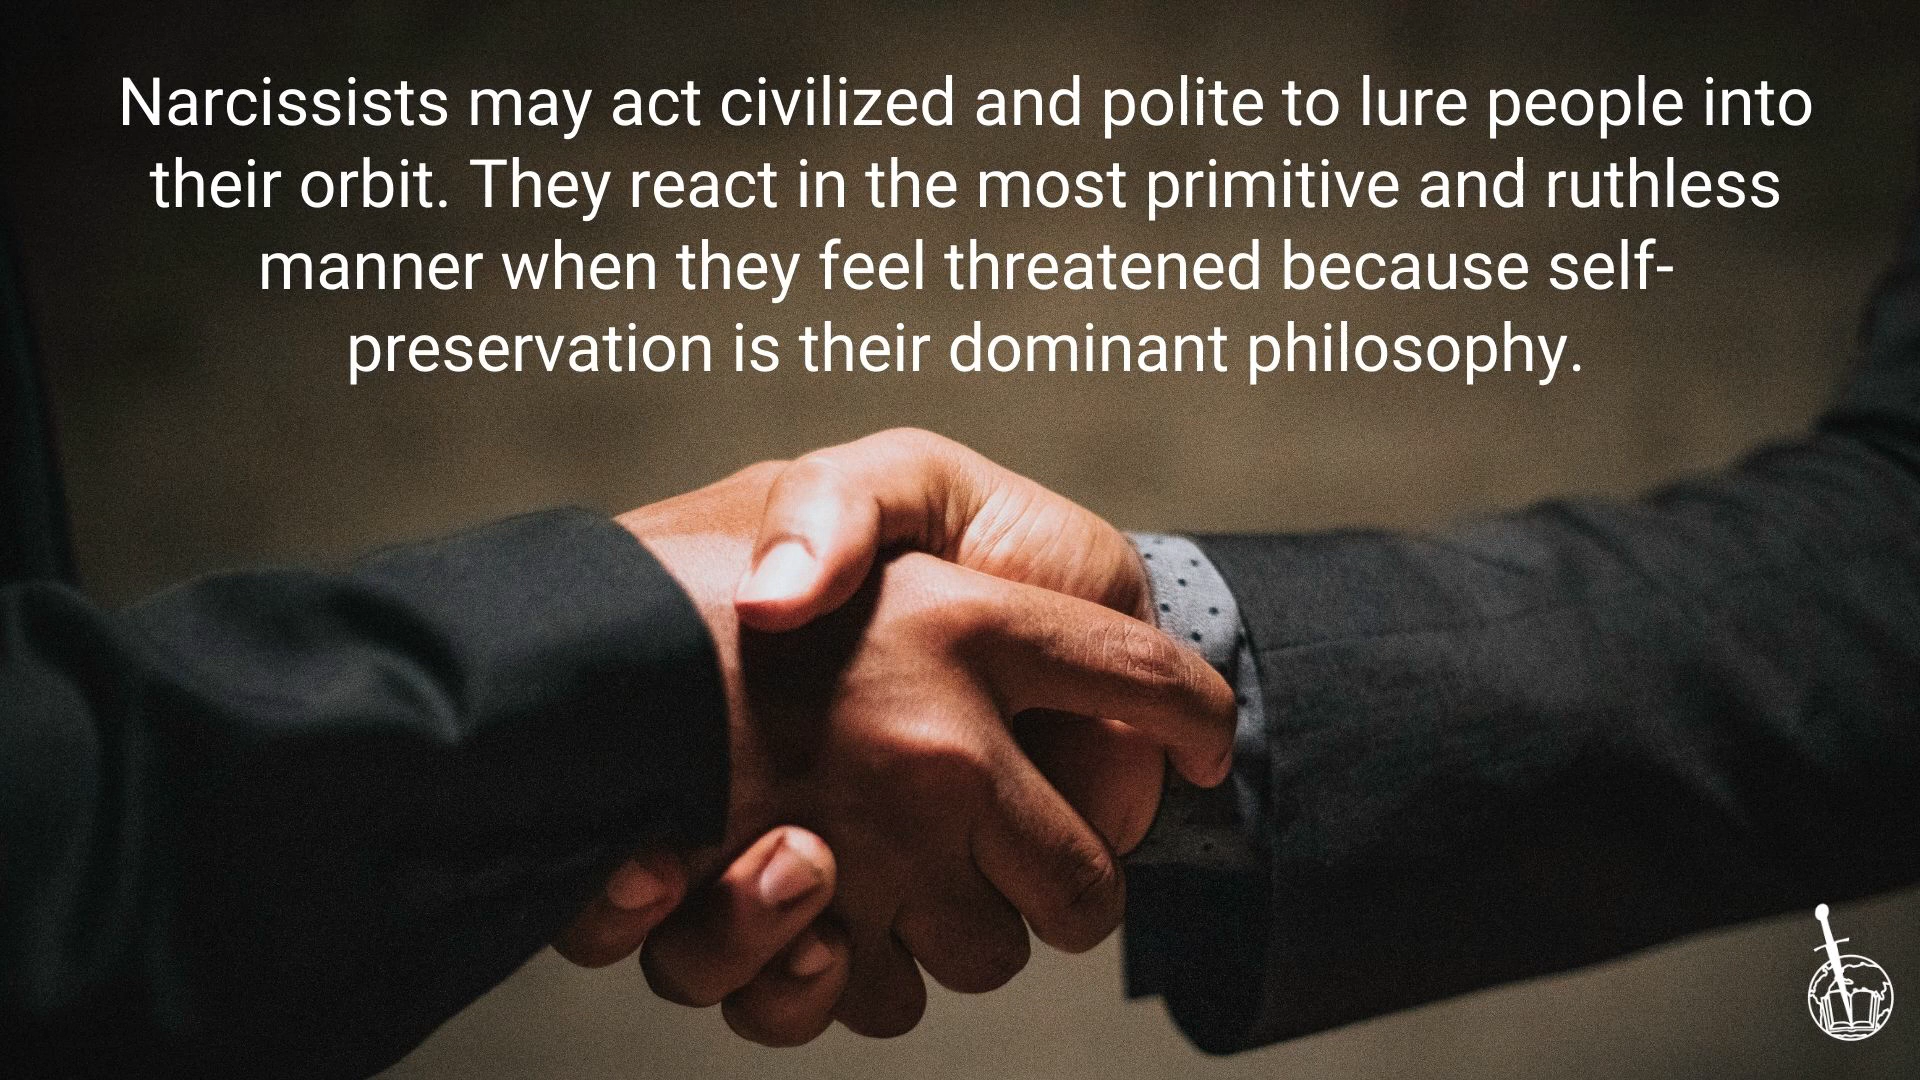 Narcissists may act civilized and polite to lure people into
their orbit. They react in the most primitive and ruthless
manner when they feel threatened because self-
preservation is their dominant philosophy.